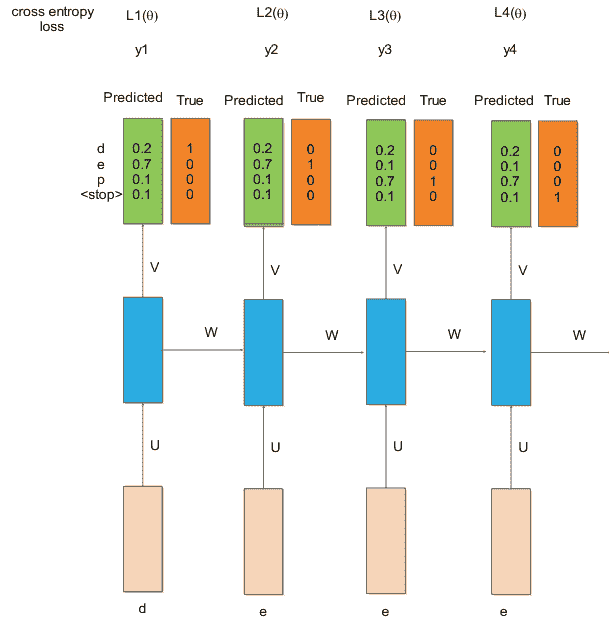 cross entropy L1(θ) L2(θ) L3(θ) L4(θ)
loss
y1 y2 y3 y4
Predicted True Predicted True Predicted True Predicted True
d 0.2 1 0.2 0 0.2 0 0.2 0
e 0.7 0 0.7 1 0.1 0 0.1 0
p 0.1 0 0.1 0 0.7 1 0.7 0
<stop> 0.1 0 0.1 0 0.1 0 0.1 1
V V V V
W W W W
U U U U
d e e e